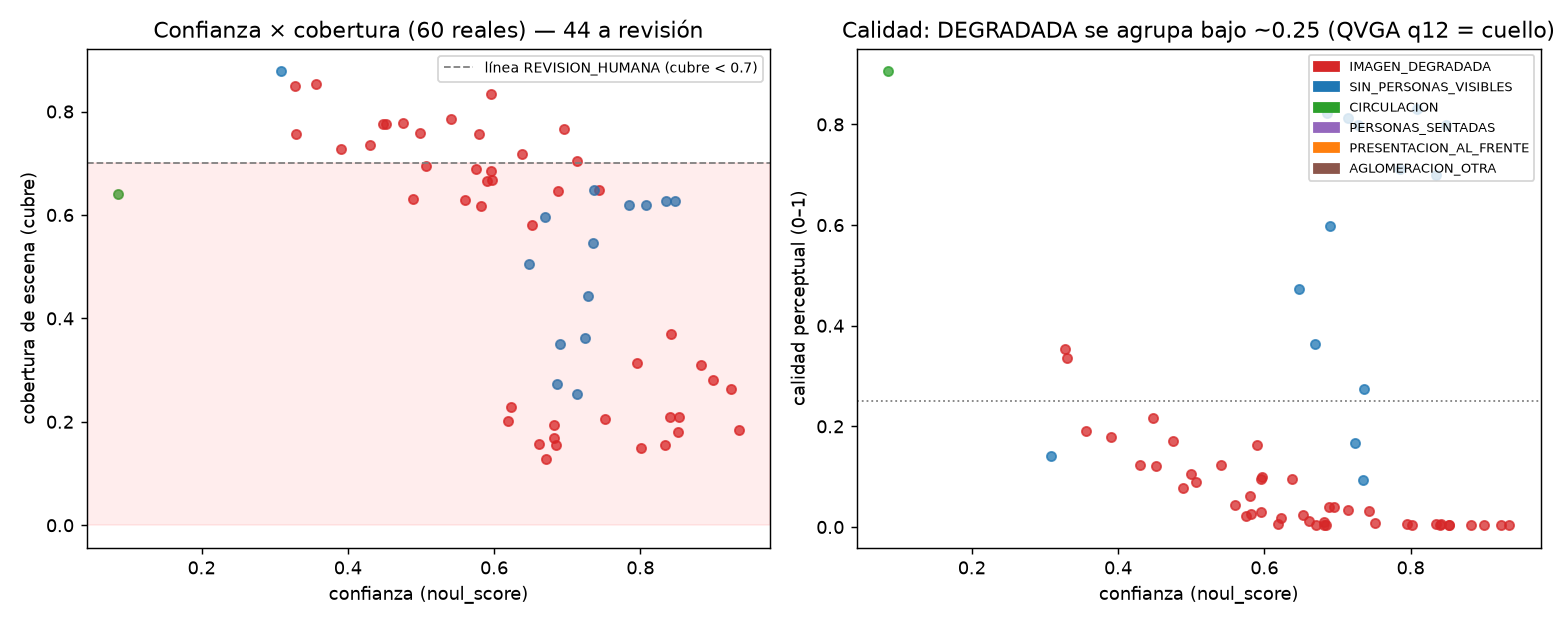 Confianza × cobertura (60 reales) — 44 a revisión
línea REVISION_HUMANA (cubre < 0.7)
cobertura de escena (cubre)
0.8
0.6
0.4
0.2
0.0
0.2 0.4 0.6 0.8
confianza (noul_score)
Calidad: DEGRADADA se agrupa bajo ~0.25 (QVGA q12 = cuello)
IMAGEN_DEGRADADA
SIN_PERSONAS_VISIBLES
CIRCULACION
PERSONAS_SENTADAS
PRESENTACION_AL_FRENTE
AGLOMERACION_OTRA
calidad perceptual (0–1)
0.8
0.6
0.4
0.2
0.0
0.2 0.4 0.6 0.8
confianza (noul_score)